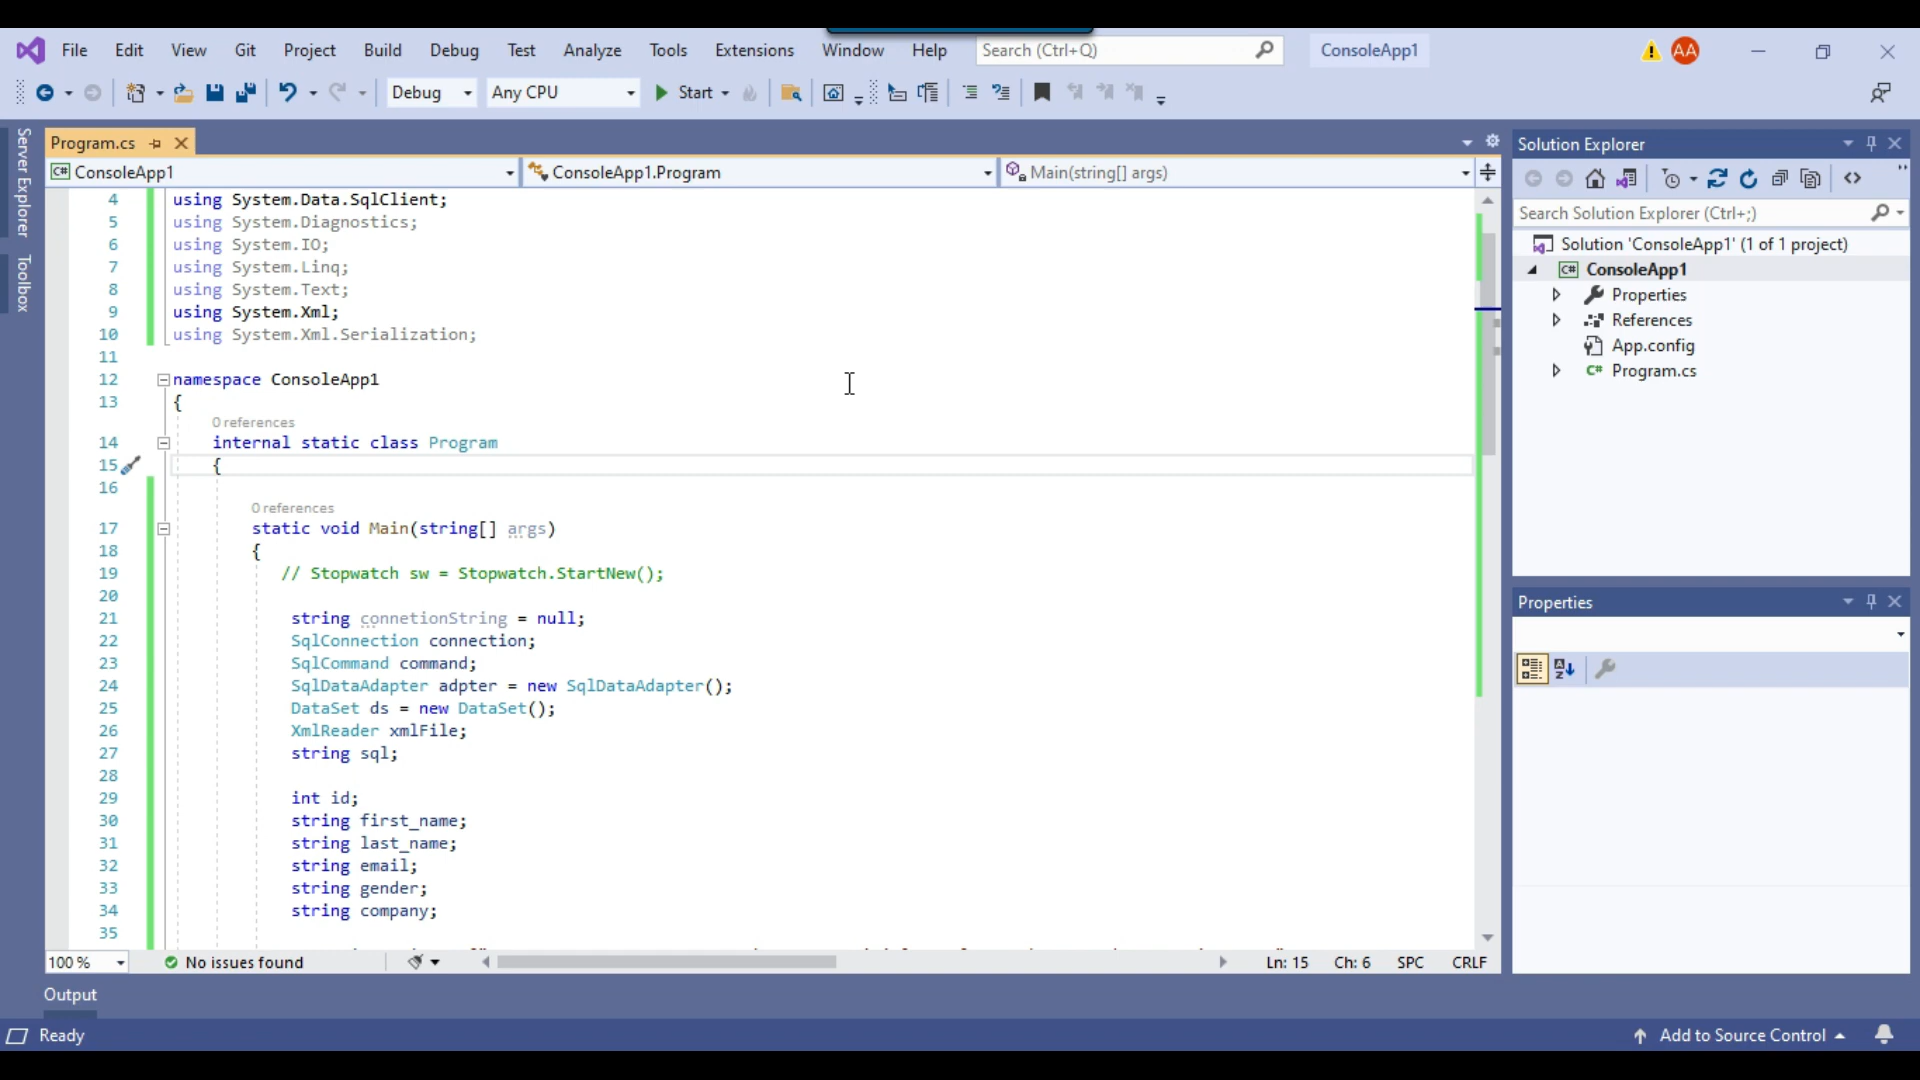 File Edit View Git Project Build Debug Test Analyze Tools Extensions Window Help Search (Ctrl+Q) ConsoleApp1 AA
Debug Any CPU Start
Server Explorer
Toolbox
Program.cs
ConsoleApp1 ConsoleApp1.Program Main(string[] args)
4 using System.Data.SqlClient;
5 using System.Diagnostics;
6 using System.IO;
7 using System.Linq;
8 using System.Text;
9 using System.Xml;
10 using System.Xml.Serialization;
11
12 namespace ConsoleApp1
13 {
0 references
14 internal static class Program
15 {
16
0 references
17 static void Main(string[] args)
18 {
19 // Stopwatch sw = Stopwatch.StartNew();
20
21 string connetionString = null;
22 SqlConnection connection;
23 SqlCommand command;
24 SqlDataAdapter adpter = new SqlDataAdapter();
25 DataSet ds = new DataSet();
26 XmlReader xmlFile;
27 string sql;
28
29 int id;
30 string first_name;
31 string last_name;
32 string email;
33 string gender;
34 string company;
35
100 % No issues found Ln: 15 Ch: 6 SPC CRLF
Solution Explorer
Search Solution Explorer (Ctrl+;)
Solution 'ConsoleApp1' (1 of 1 project)
C# ConsoleApp1
Properties
References
App.config
C# Program.cs
Properties
Output
Ready Add to Source Control